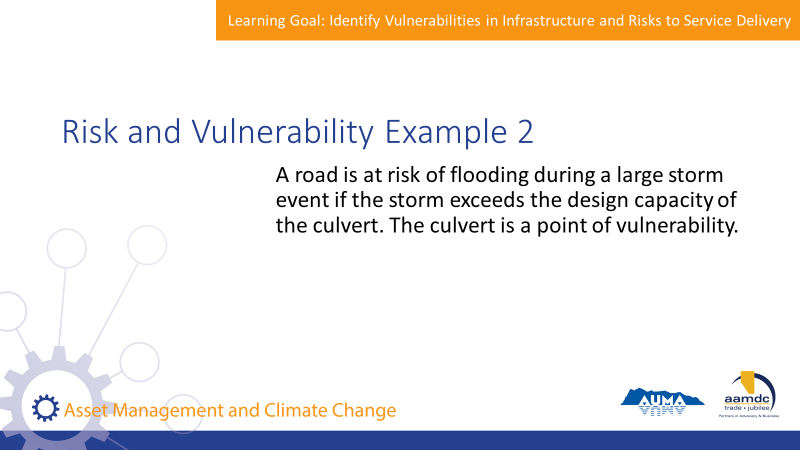 Learning Goal: Identify Vulnerabilities in Infrastructure and Risks to Service Delivery
Risk and Vulnerability Example 2
A road is at risk of flooding during a large storm
event if the storm exceeds the design capacity of
the culvert. The culvert is a point of vulnerability.
Asset Management and Climate Change
AUMA
aamdc
trade • jubilee
Partners in Advocacy & Business